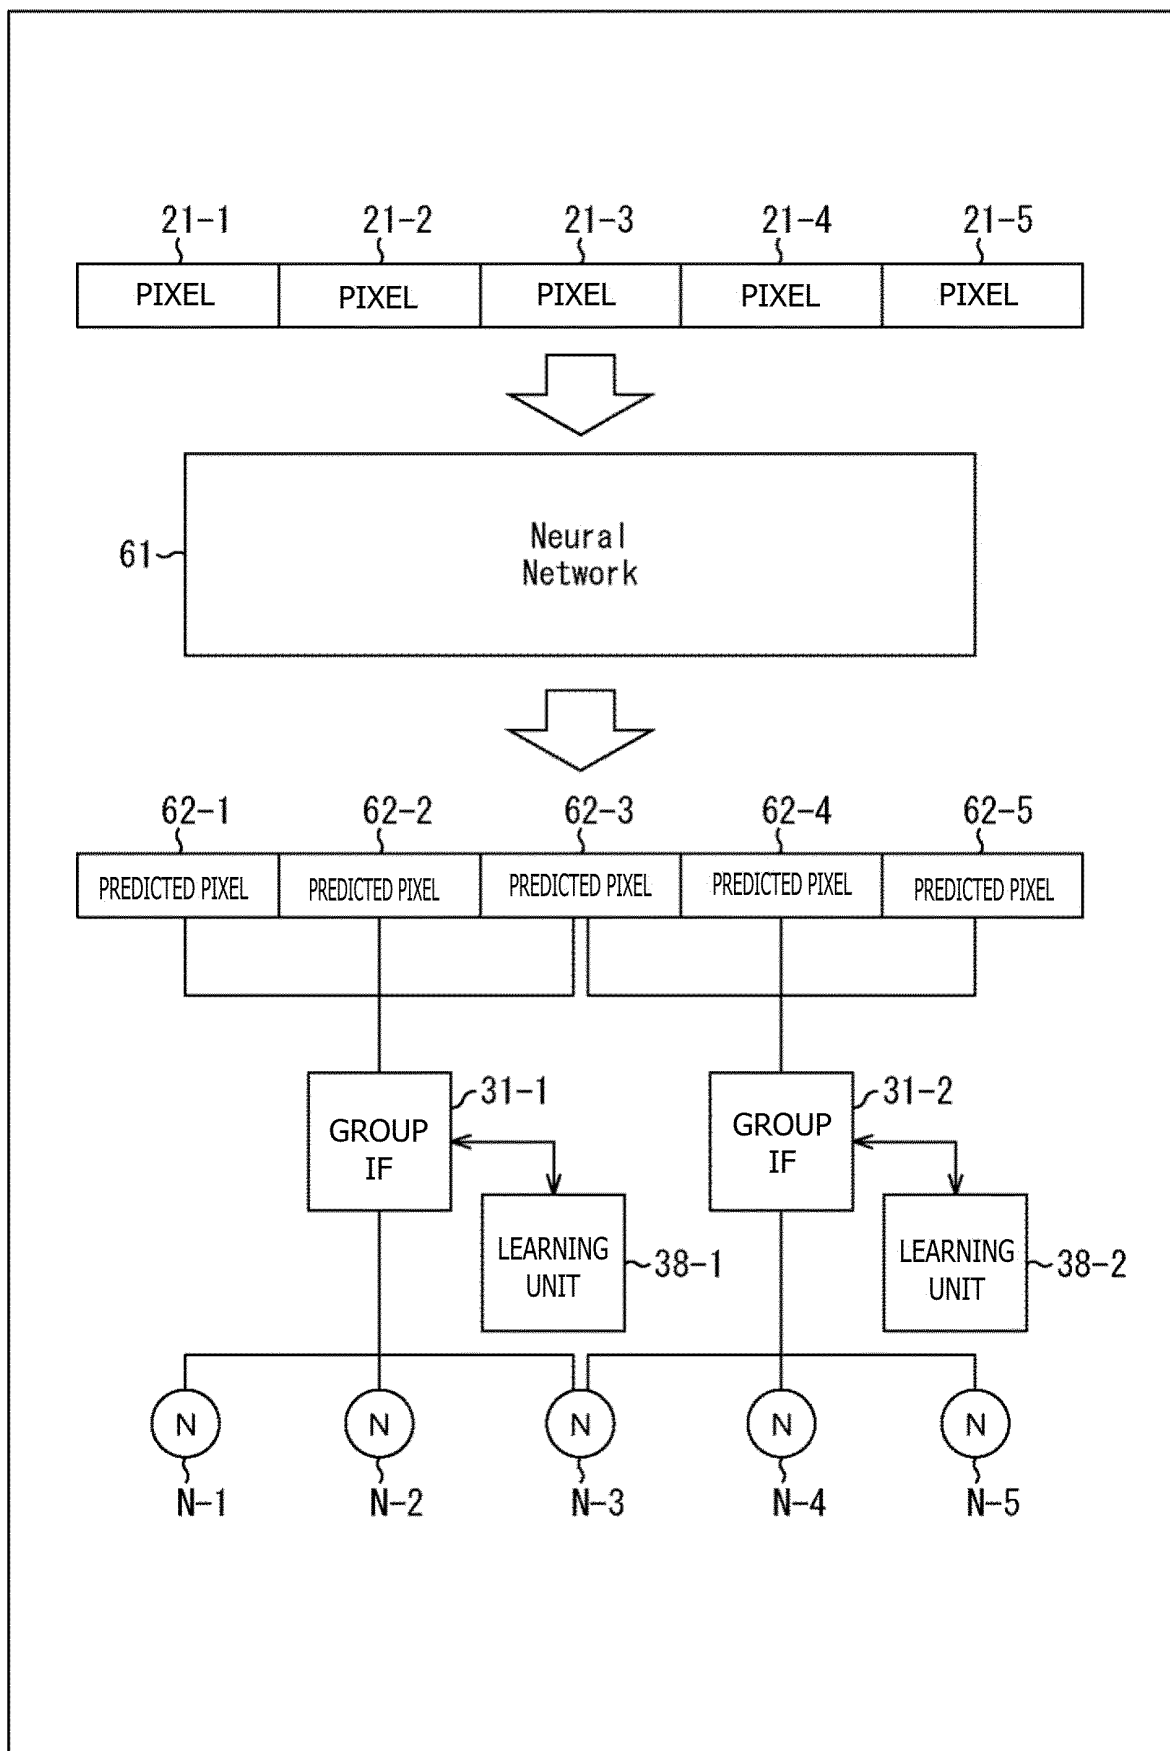 21-1 21-2 21-3 21-4 21-5
PIXEL PIXEL PIXEL PIXEL PIXEL
61
Neural
Network
62-1 62-2 62-3 62-4 62-5
PREDICTED PIXEL PREDICTED PIXEL PREDICTED PIXEL PREDICTED PIXEL PREDICTED PIXEL
31-1
GROUP
IF
31-2
GROUP
IF
LEARNING
UNIT
38-1
LEARNING
UNIT
38-2
N N N N N
N-1 N-2 N-3 N-4 N-5